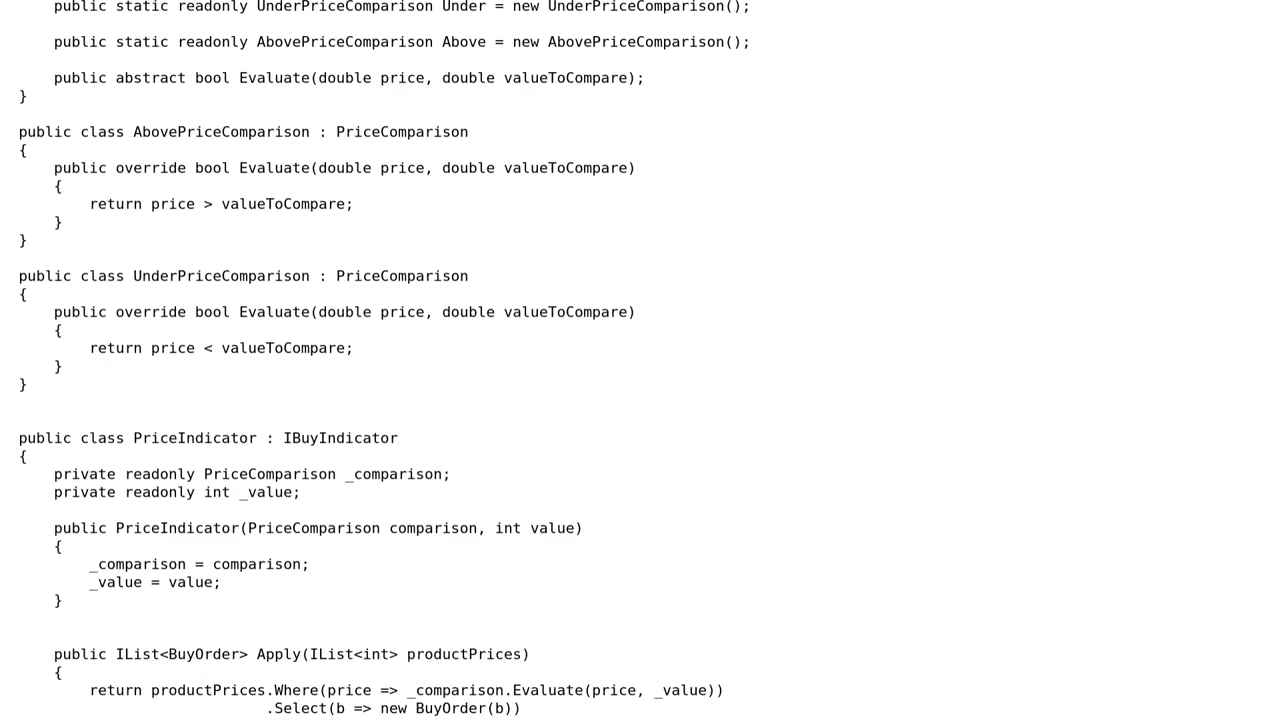 public static readonly UnderPriceComparison Under = new UnderPriceComparison();
public static readonly AbovePriceComparison Above = new AbovePriceComparison();
public abstract bool Evaluate(double price, double valueToCompare);
}
public class AbovePriceComparison : PriceComparison
{
public override bool Evaluate(double price, double valueToCompare)
{
return price > valueToCompare;
}
}
public class UnderPriceComparison : PriceComparison
{
public override bool Evaluate(double price, double valueToCompare)
{
return price < valueToCompare;
}
}
public class PriceIndicator : IBuyIndicator
{
private readonly PriceComparison _comparison;
private readonly int _value;
public PriceIndicator(PriceComparison comparison, int value)
{
_comparison = comparison;
_value = value;
}
public IList<BuyOrder> Apply(IList<int> productPrices)
{
return productPrices.Where(price => _comparison.Evaluate(price, _value))
.Select(b => new BuyOrder(b))